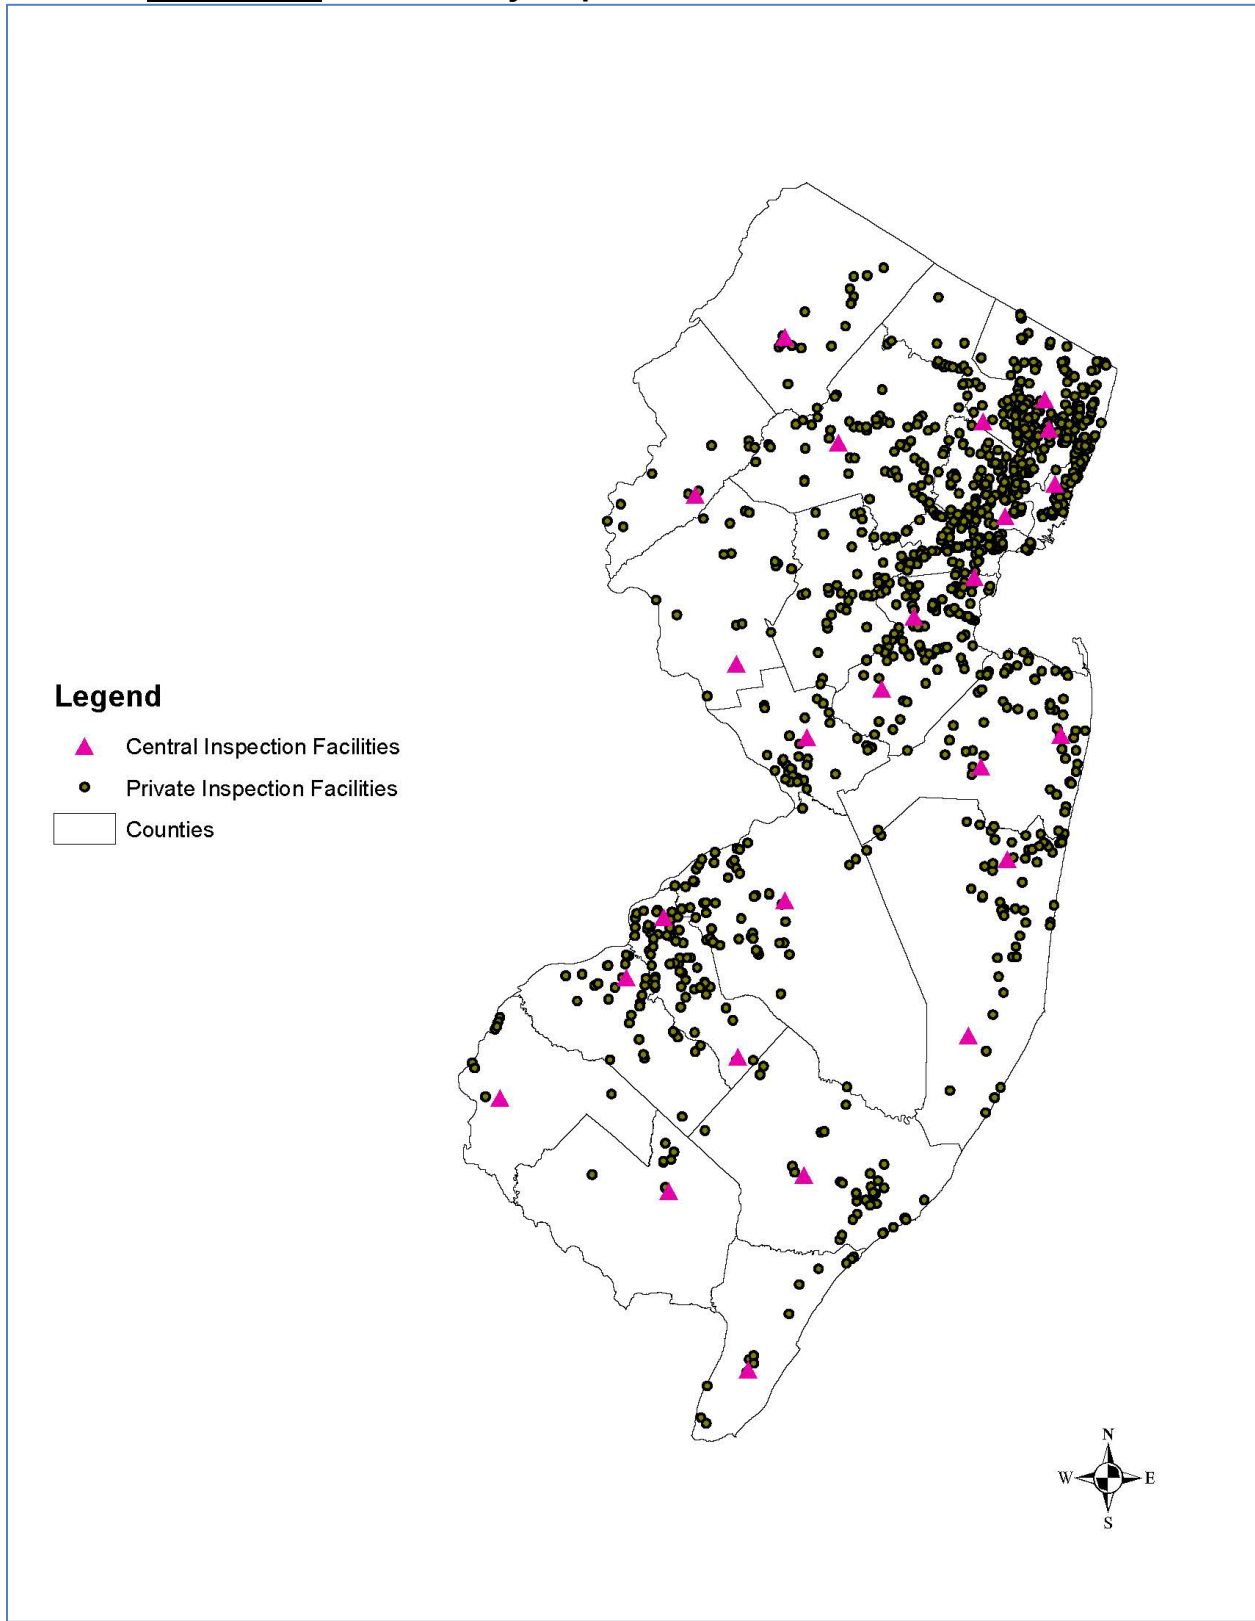 Legend
Central Inspection Facilities
Private Inspection Facilities
Counties
N
W
E
S